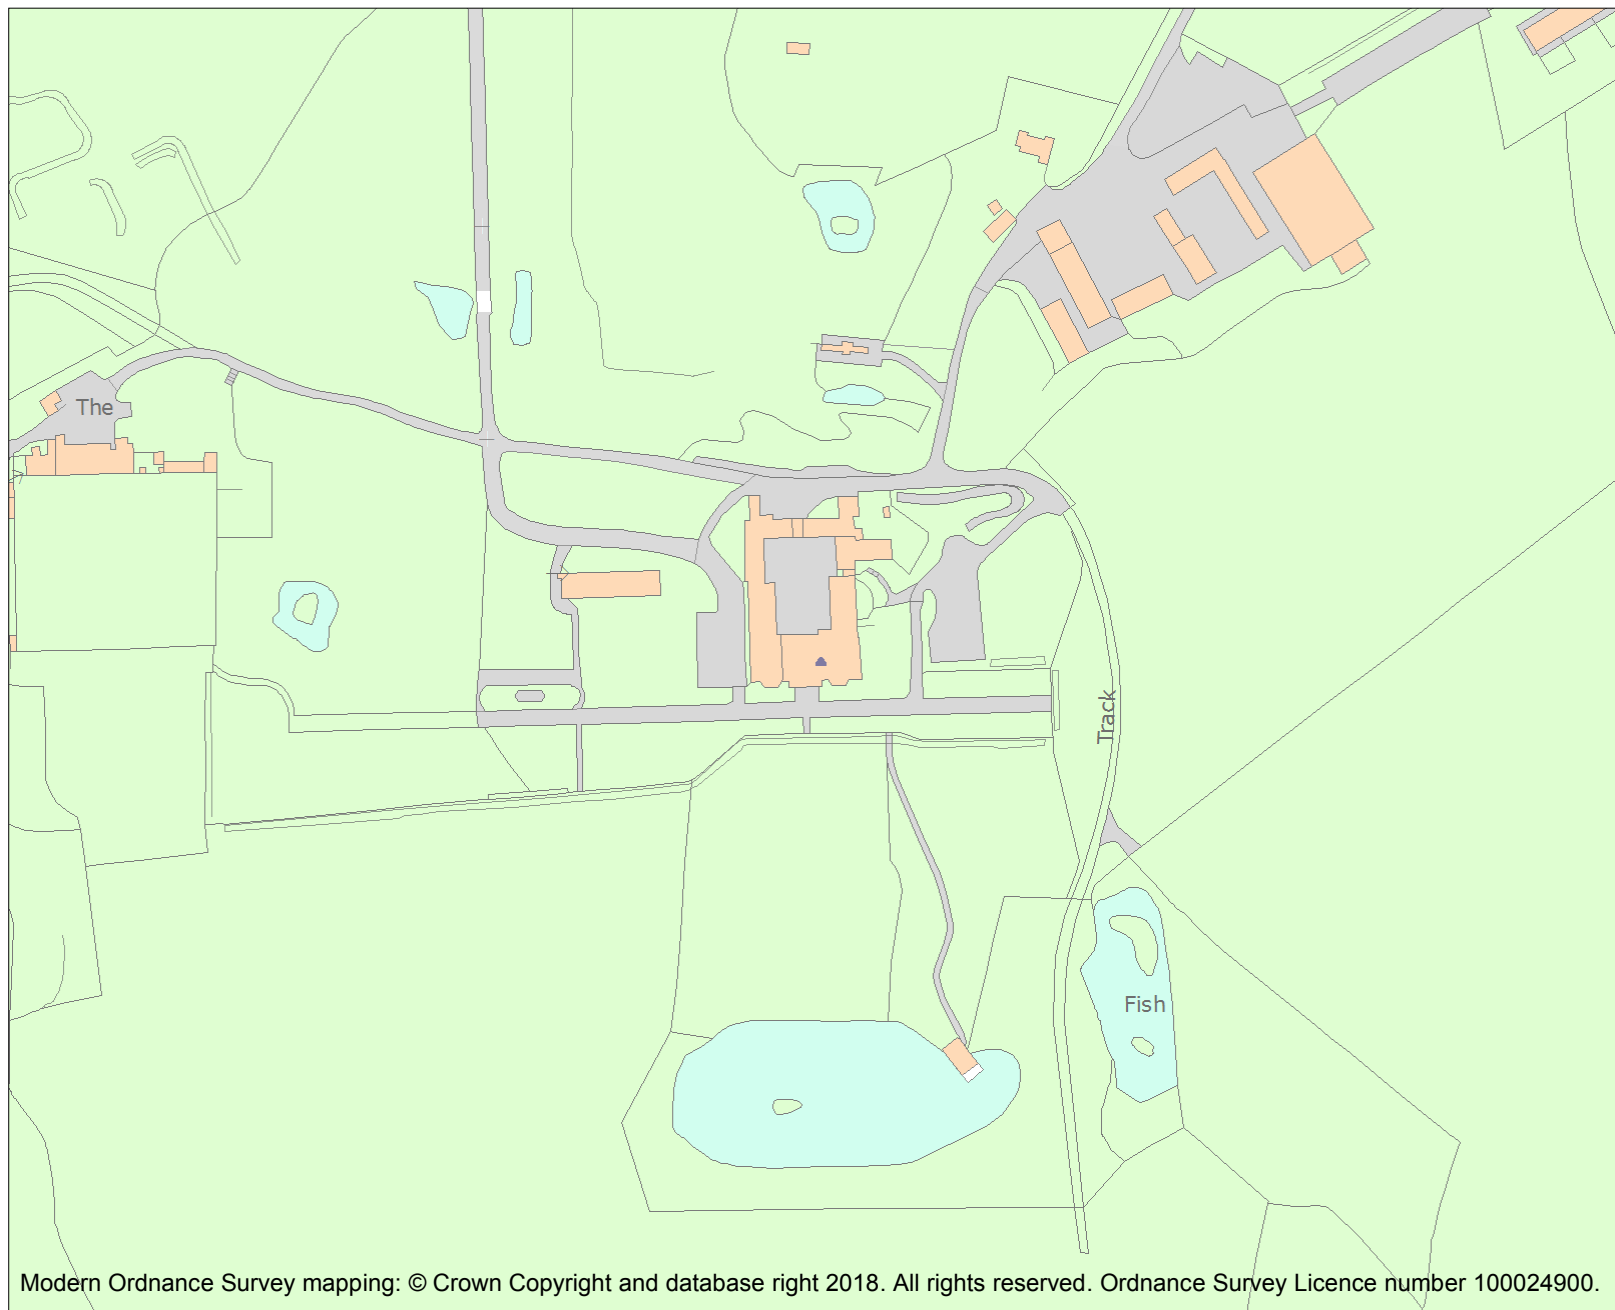 The
Track
Fish
Modern Ordnance Survey mapping: © Crown Copyright and database right 2018. All rights reserved. Ordnance Survey Licence number 100024900.